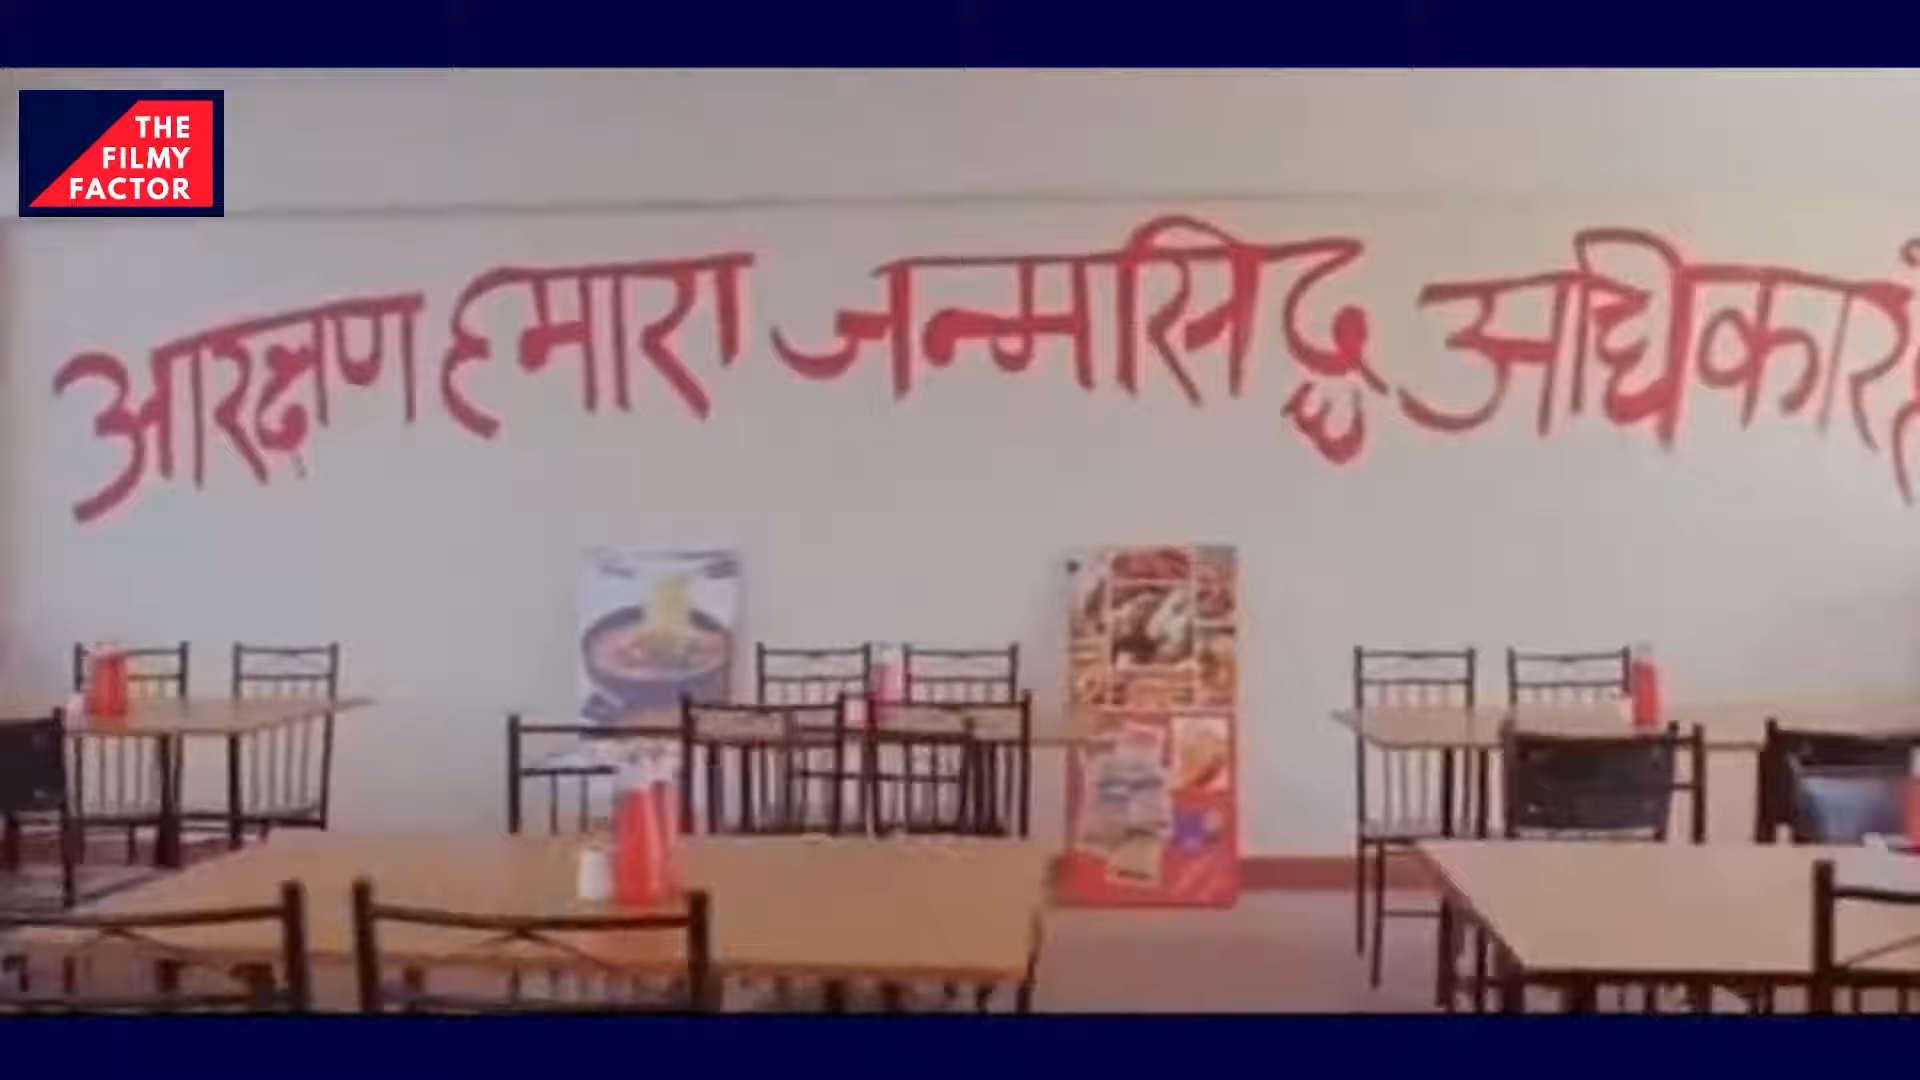 THE
FILMY
FACTOR
आरक्षण हमारा जन्मसिद्ध अधिकार है